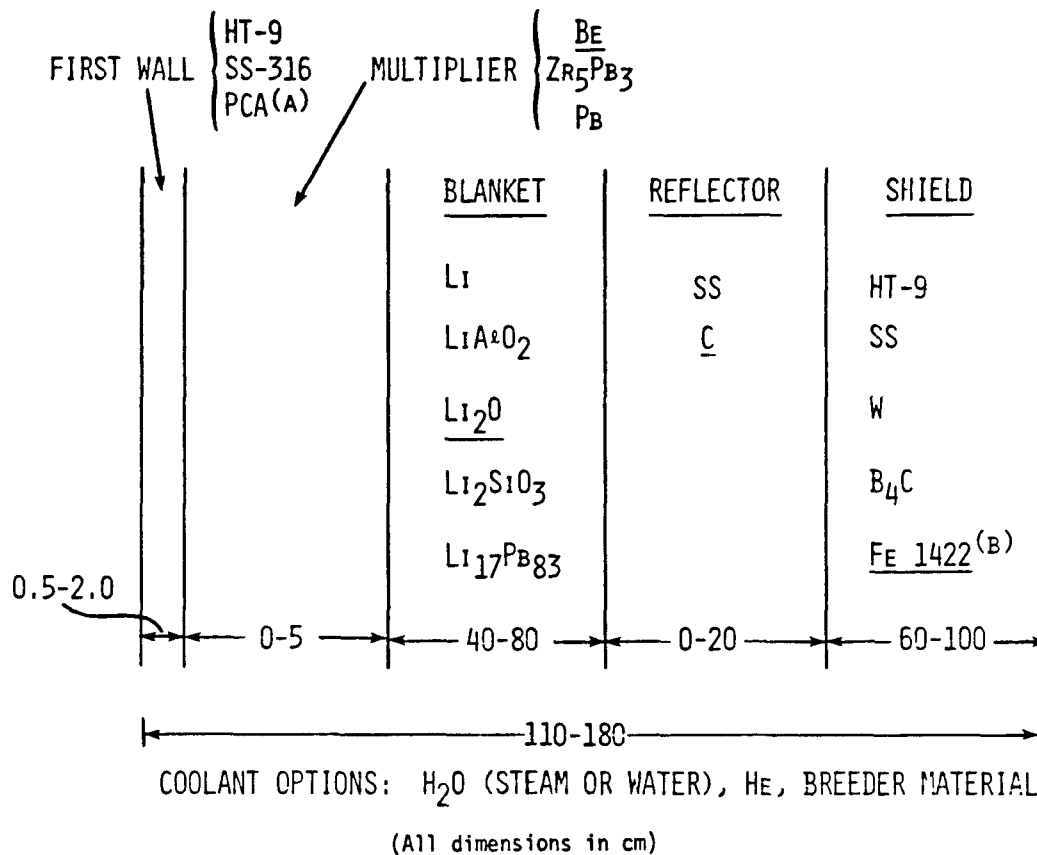 FIRST WALL { HT-9
SS-316
PCA(A)
MULTIPLIER { BE
ZR5PB3
PB
BLANKET
LI
LIAℓO2
LI2O
LI2SIO3
LI17PB83
REFLECTOR
SS
C
SHIELD
HT-9
SS
W
B4C
FE 1422(B)
0.5-2.0
0-5
40-80
0-20
60-100
110-180
COOLANT OPTIONS: H2O (STEAM OR WATER), HE, BREEDER MATERIAL
(All dimensions in cm)